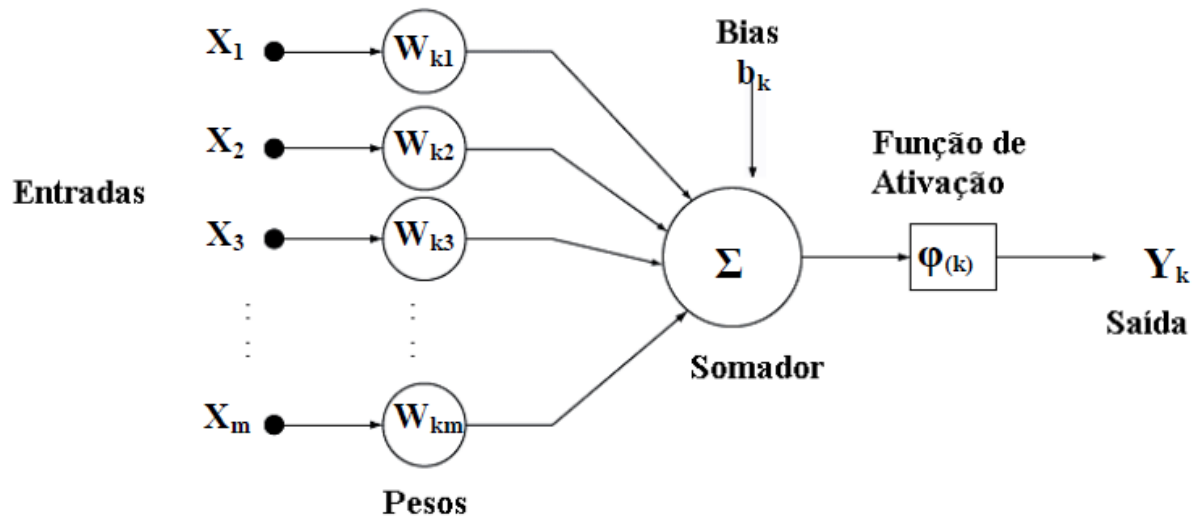 X1
Wk1
Bias
bk
X2
Wk2
Função de
Ativação
Entradas
X3
Wk3
Σ
φ(k)
Yk
Saída
Somador
Xm
Wkm
Pesos